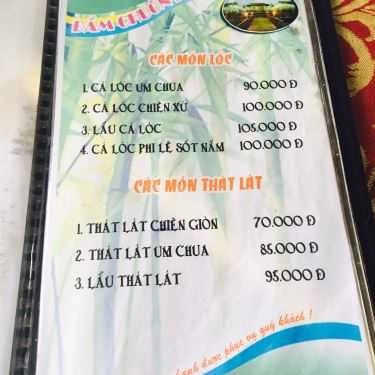 ĐẦM CHUỒN
CÁC MÓN LÓC
1. CÁ LÓC UM CHUA 90.000 Đ
2. CÁ LÓC CHIÊN XÙ 100.000 Đ
3. LẨU CÁ LÓC 105.000 Đ
4. CÁ LÓC PHI LÊ SỐT NẤM 100.000 Đ
CÁC MÓN THÁT LÁT
1. THÁT LÁT CHIÊN GIÒN 70.000 Đ
2. THÁT LÁT UM CHUA 85.000 Đ
3. LẨU THÁT LÁT 95.000 Đ
hạnh được phục vụ quý khách !